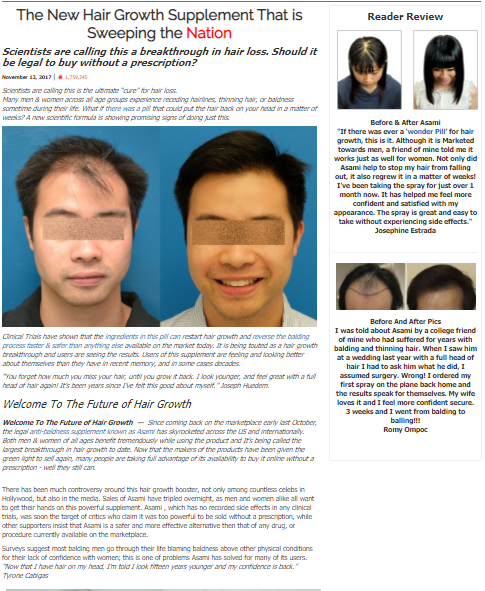 The New Hair Growth Supplement That is
Sweeping the Nation
Scientists are calling this a breakthrough in hair loss. Should it
be legal to buy without a prescription?
November 13, 2017 | 1,759,245
Scientists are calling this is the ultimate "cure" for hair loss.
Many men & women across all age groups experience receding hairlines, thinning hair, or baldness
sometime during their life. What if there was a pill that could put the hair back on your head in a matter of
weeks? A new scientific formula is showing promising signs of doing just this.
Clinical Trials have shown that the ingredients in this pill can restart hair growth and reverse the balding
process faster & safer than anything else available on the market today. It is being touted as a hair growth
breakthrough and users are seeing the results. Users of this supplement are feeling and looking better
about themselves than they have in recent memory, and in some cases decades.
"You forget how much you miss your hair, until you grow it back. I look younger, and feel great with a full
head of hair again! It's been years since I've felt this good about myself." Joseph Huedem.
Welcome To The Future of Hair Growth
Welcome To The Future of Hair Growth — Since coming back on the marketplace early last October,
the legal anti-baldness supplement known as Asami has skyrocketed across the US and internationally.
Both men & women of all ages benefit tremendously while using the product and It's being called the
largest breakthrough in hair growth to date. Now that the makers of the products have been given the
green light to sell again, many people are taking full advantage of its availability to buy it online without a
prescription - well they still can.
There has been much controversy around this hair growth booster, not only among countless celebs in
Hollywood, but also in the media. Sales of Asami have tripled overnight, as men and women alike all want
to get their hands on this powerful supplement. Asami , which has no recorded side effects in any clinical
trials, was soon the target of critics who claim it was too powerful to be sold without a prescription, while
other supporters insist that Asami is a safer and more effective alternative then that of any drug, or
procedure currently available on the marketplace.
Surveys suggest most balding men go through their life blaming baldness above other physical conditions
for their lack of confidence with women; this is one of problems Asami has solved for many of its users.
"Now that I have hair on my head, I'm told I look fifteen years younger and my confidence is back."
Tyrone Cabigas
Reader Review
Before & After Asami
"If there was ever a 'wonder Pill' for hair
growth, this is it. Although it is Marketed
towards men, a friend of mine told me it
works just as well for women. Not only did
Asami help to stop my hair from falling
out, it also regrew it in a matter of weeks!
I've been taking the spray for just over 1
month now. It has helped me feel more
confident and satisfied with my
appearance. The spray is great and easy to
take without experiencing side effects."
Josephine Estrada
Before And After Pics
I was told about Asami by a college friend
of mine who had suffered for years with
balding and thinning hair. When I saw him
at a wedding last year with a full head of
hair I had to ask him what he did, I
assumed surgery. Wrong! I ordered my
first spray on the plane back home and
the results speak for themselves. My wife
loves it and I feel more confident secure.
3 weeks and I went from balding to
balling!!!
Romy Ompoc